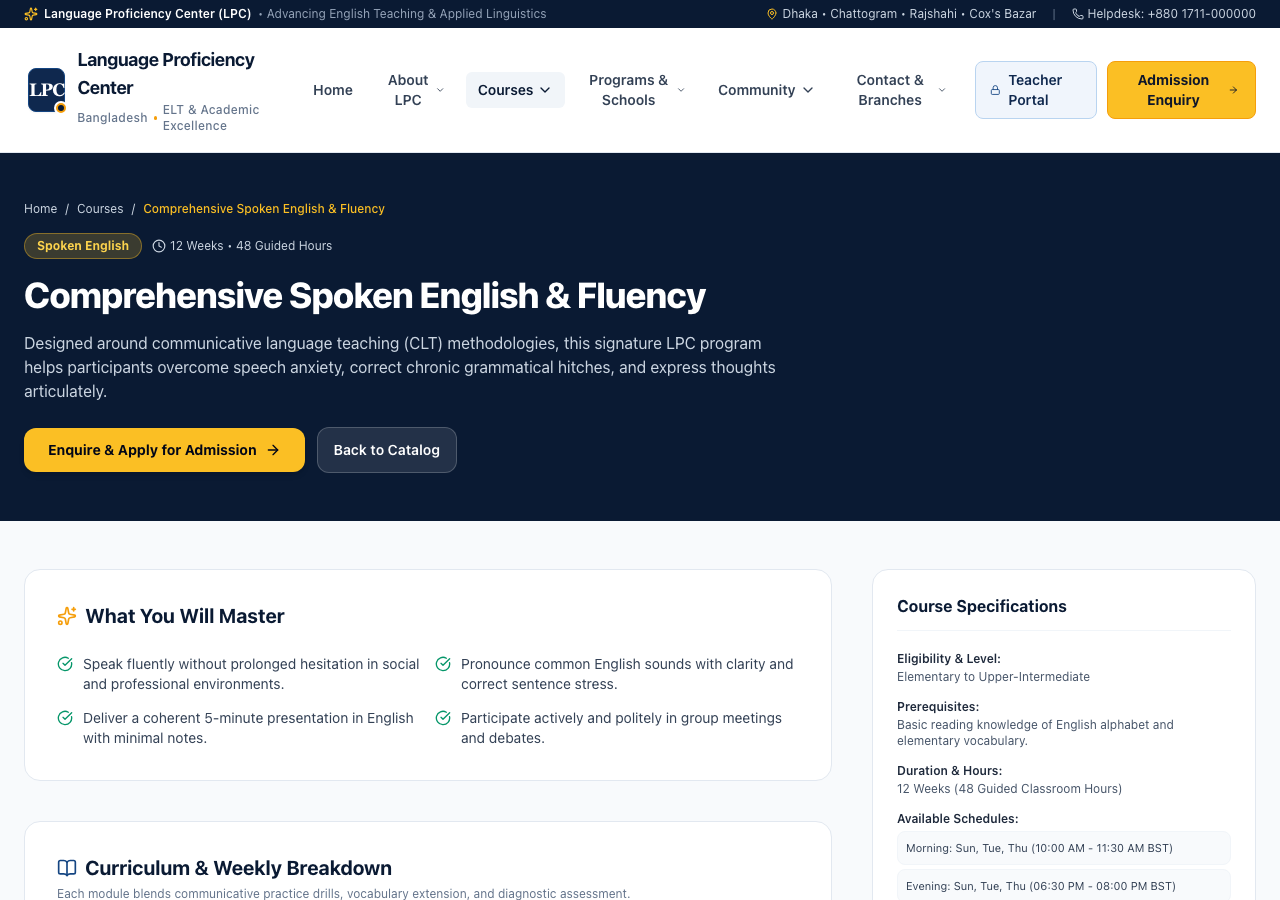 Language Proficiency Center (LPC) • Advancing English Teaching & Applied Linguistics
Dhaka • Chattogram • Rajshahi • Cox's Bazar | Helpdesk: +880 1711-000000
LPC
Language Proficiency
Center
Bangladesh • ELT & Academic
Excellence
Home
About
LPC
Courses
Programs &
Schools
Community
Contact &
Branches
Teacher
Portal
Admission
Enquiry
Home / Courses / Comprehensive Spoken English & Fluency
Spoken English
12 Weeks • 48 Guided Hours
Comprehensive Spoken English & Fluency
Designed around communicative language teaching (CLT) methodologies, this signature LPC program
helps participants overcome speech anxiety, correct chronic grammatical hitches, and express thoughts
articulately.
Enquire & Apply for Admission
Back to Catalog
What You Will Master
Speak fluently without prolonged hesitation in social
and professional environments.
Pronounce common English sounds with clarity and
correct sentence stress.
Deliver a coherent 5-minute presentation in English
with minimal notes.
Participate actively and politely in group meetings
and debates.
Curriculum & Weekly Breakdown
Each module blends communicative practice drills, vocabulary extension, and diagnostic assessment.
Course Specifications
Eligibility & Level:
Elementary to Upper-Intermediate
Prerequisites:
Basic reading knowledge of English alphabet and
elementary vocabulary.
Duration & Hours:
12 Weeks (48 Guided Classroom Hours)
Available Schedules:
Morning: Sun, Tue, Thu (10:00 AM - 11:30 AM BST)
Evening: Sun, Tue, Thu (06:30 PM - 08:00 PM BST)